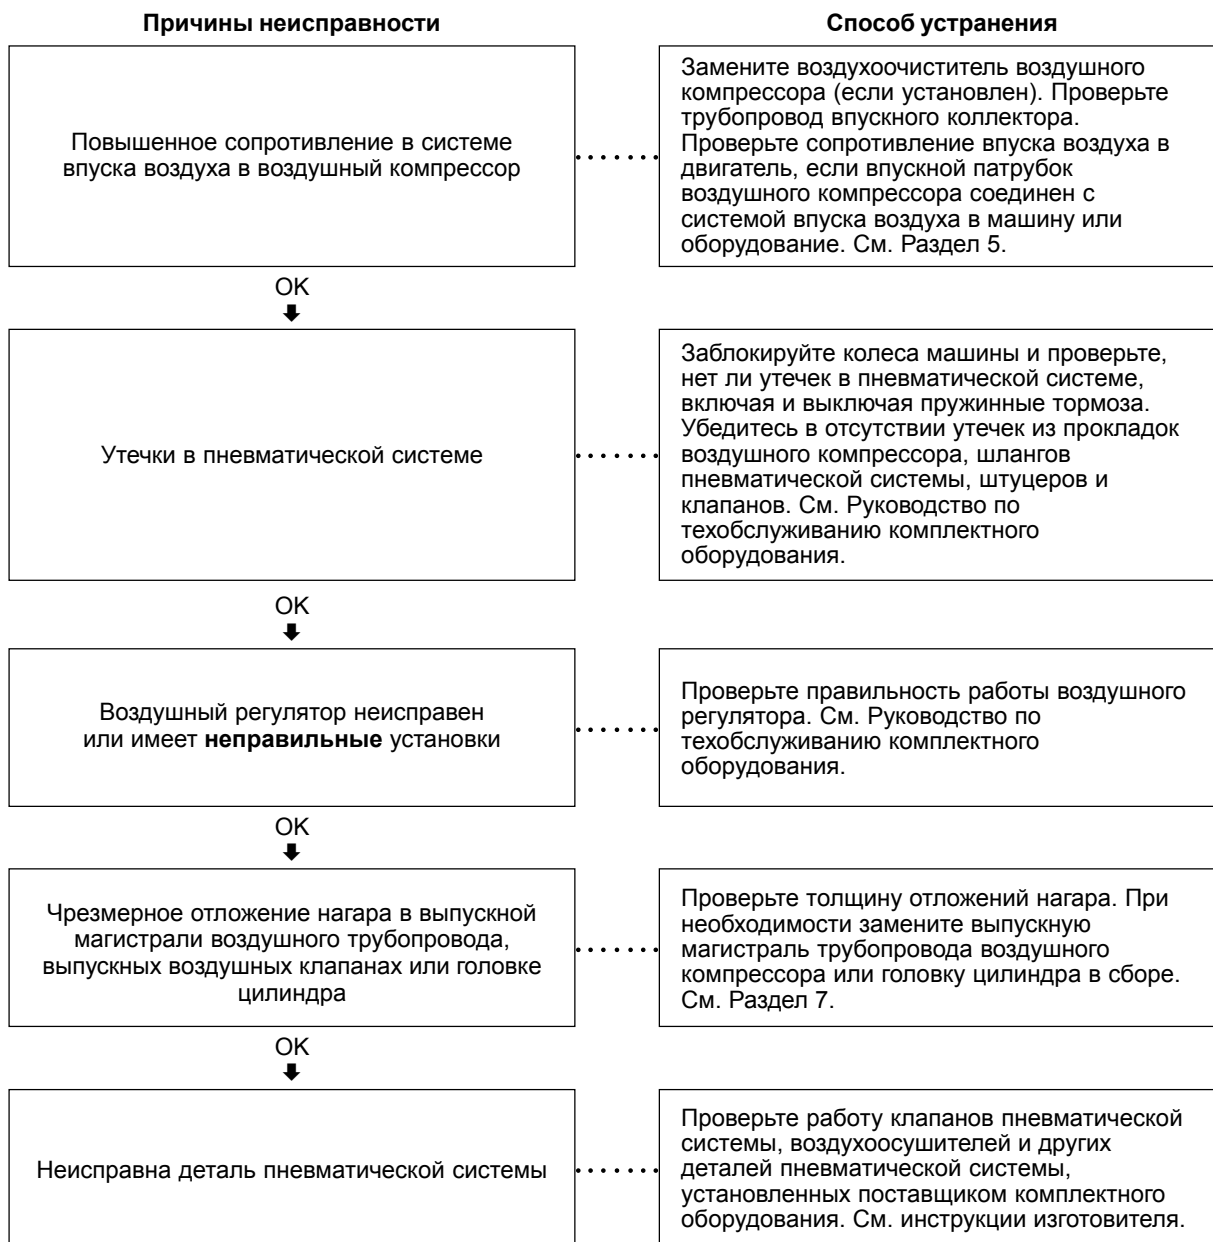 Причины неисправности
Способ устранения
Повышенное сопротивление в системе
впуска воздуха в воздушный компрессор
Замените воздухоочиститель воздушного
компрессора (если установлен). Проверьте
трубопровод впускного коллектора.
Проверьте сопротивление впуска воздуха в
двигатель, если впускной патрубок
воздушного компрессора соединен с
системой впуска воздуха в машину или
оборудование. См. Раздел 5.
OK
Утечки в пневматической системе
Заблокируйте колеса машины и проверьте,
нет ли утечек в пневматической системе,
включая и выключая пружинные тормоза.
Убедитесь в отсутствии утечек из прокладок
воздушного компрессора, шлангов
пневматической системы, штуцеров и
клапанов. См. Руководство по
техобслуживанию комплектного
оборудования.
OK
Воздушный регулятор неисправен
или имеет неправильные установки
Проверьте правильность работы воздушного
регулятора. См. Руководство по
техобслуживанию комплектного
оборудования.
OK
Чрезмерное отложение нагара в выпускной
магистрали воздушного трубопровода,
выпускных воздушных клапанах или головке
цилиндра
Проверьте толщину отложений нагара. При
необходимости замените выпускную
магистраль трубопровода воздушного
компрессора или головку цилиндра в сборе.
См. Раздел 7.
OK
Неисправна деталь пневматической системы
Проверьте работу клапанов пневматической
системы, воздухоосушителей и других
деталей пневматической системы,
установленных поставщиком комплектного
оборудования. См. инструкции изготовителя.